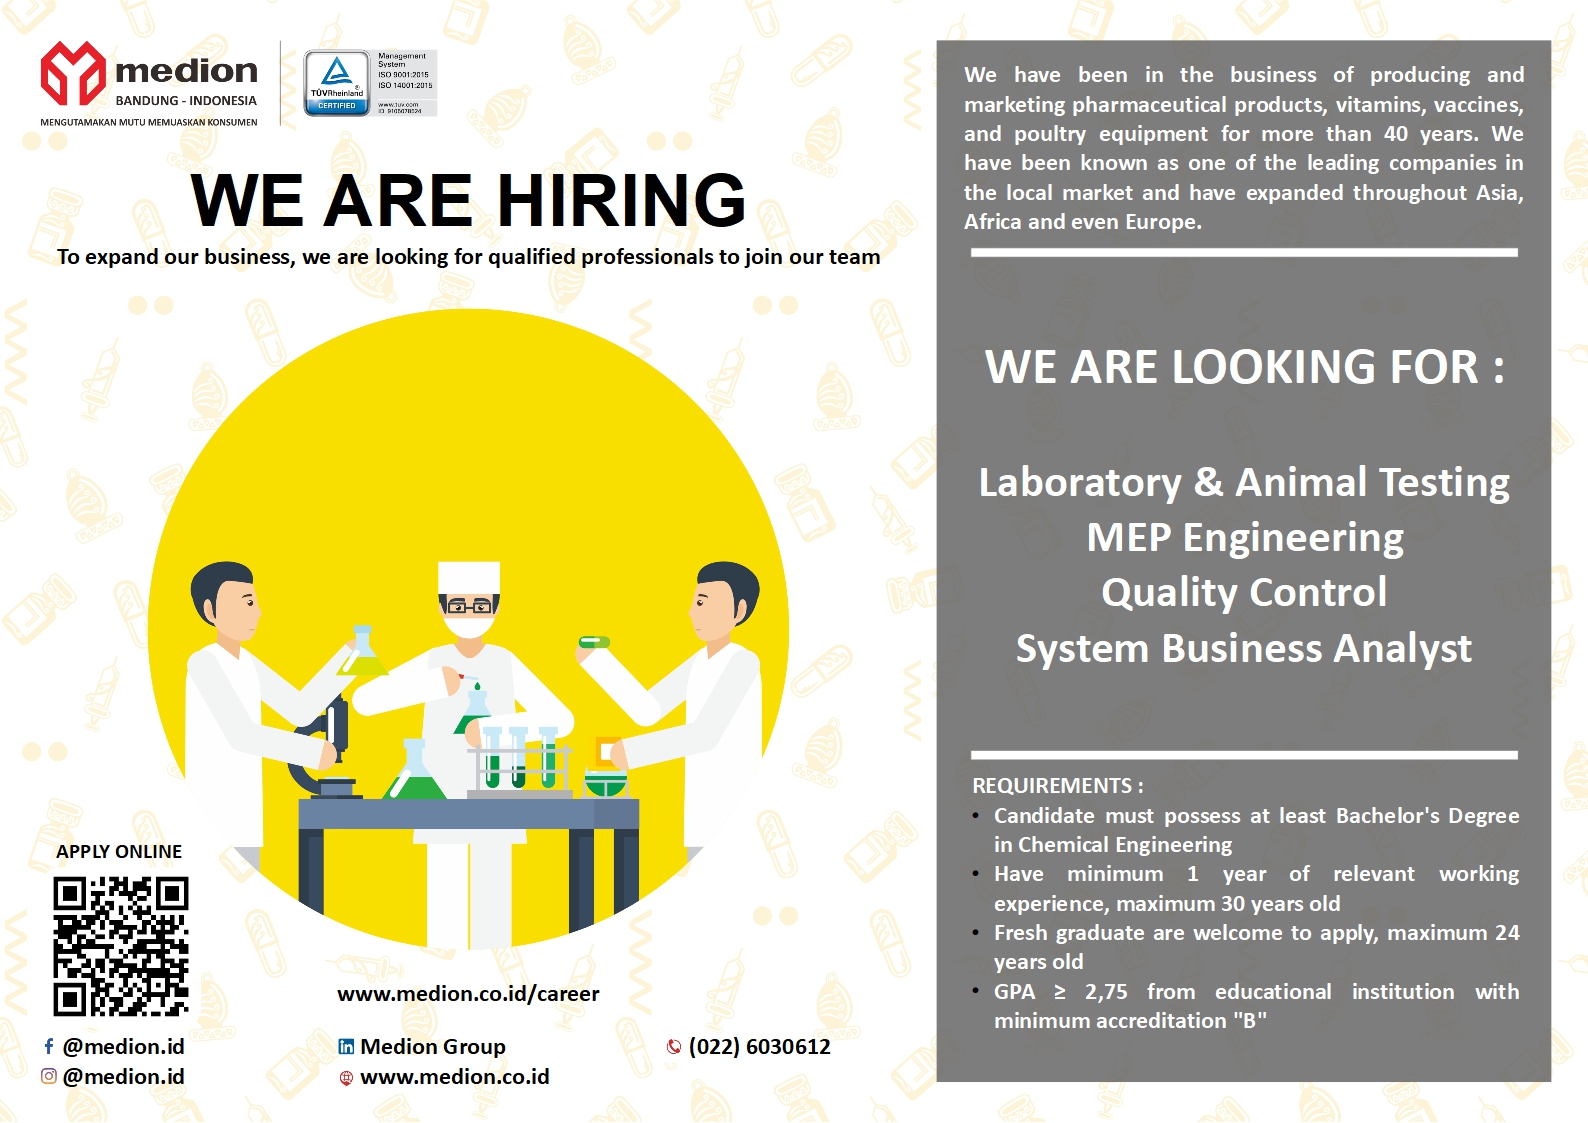 medion
BANDUNG - INDONESIA
MENGUTAMAKAN MUTU MEMUASKAN KONSUMEN
TÜVRheinland®
CERTIFIED
Management
System
ISO 9001:2015
ISO 14001:2015
www.tuv.com
ID 9105078524
WE ARE HIRING
To expand our business, we are looking for qualified professionals to join our team
APPLY ONLINE
www.medion.co.id/career
@medion.id
@medion.id
Medion Group
www.medion.co.id
(022) 6030612
We have been in the business of producing and
marketing pharmaceutical products, vitamins, vaccines,
and poultry equipment for more than 40 years. We
have been known as one of the leading companies in
the local market and have expanded throughout Asia,
Africa and even Europe.
WE ARE LOOKING FOR :
Laboratory & Animal Testing
MEP Engineering
Quality Control
System Business Analyst
REQUIREMENTS :
• Candidate must possess at least Bachelor's Degree
in Chemical Engineering
• Have minimum 1 year of relevant working
experience, maximum 30 years old
• Fresh graduate are welcome to apply, maximum 24
years old
• GPA ≥ 2,75 from educational institution with
minimum accreditation "B"